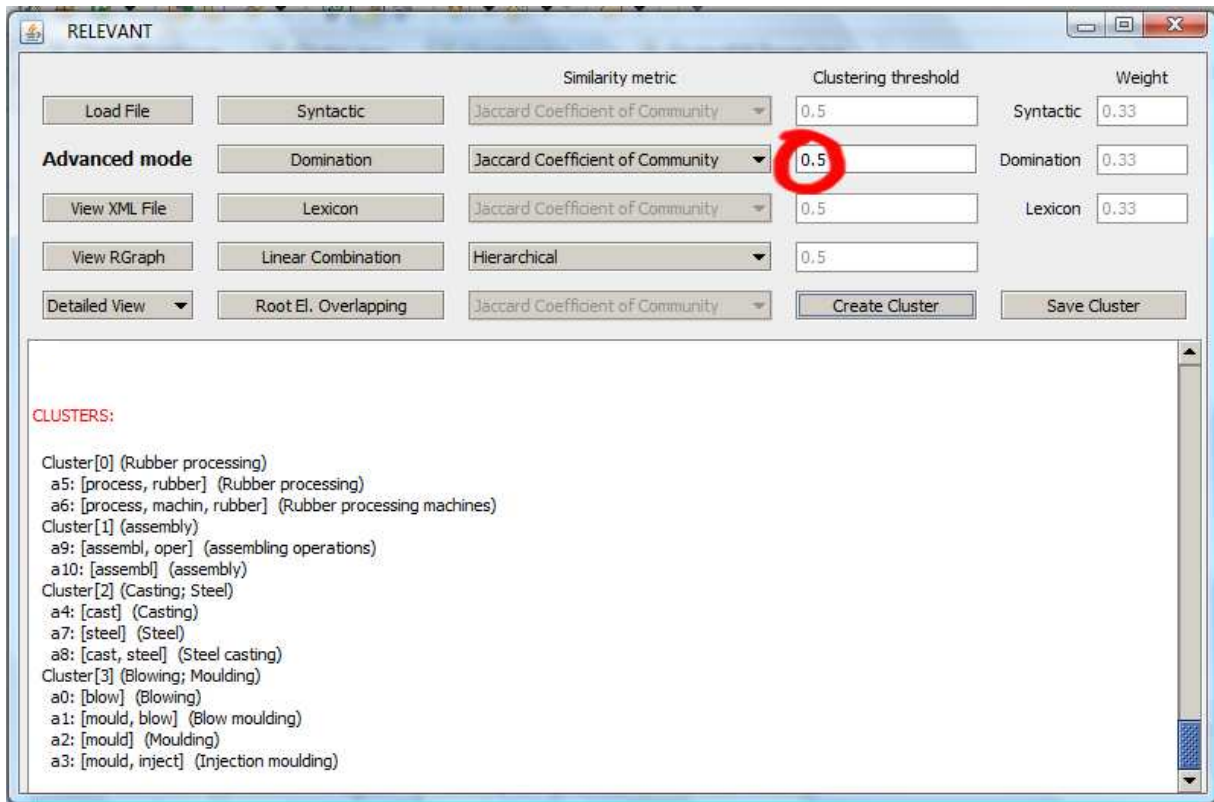 RELEVANT
Similarity metric Clustering threshold Weight
Load File Syntactic Jaccard Coefficient of Community 0.5 Syntactic 0.33
Advanced mode Domination Jaccard Coefficient of Community 0.5 Domination 0.33
View XML File Lexicon Jaccard Coefficient of Community 0.5 Lexicon 0.33
View RGraph Linear Combination Hierarchical 0.5
Detailed View Root El. Overlapping Jaccard Coefficient of Community Create Cluster Save Cluster
CLUSTERS:
Cluster[0] (Rubber processing)
a5: [process, rubber] (Rubber processing)
a6: [process, machin, rubber] (Rubber processing machines)
Cluster[1] (assembly)
a9: [assembl, oper] (assembling operations)
a10: [assembl] (assembly)
Cluster[2] (Casting; Steel)
a4: [cast] (Casting)
a7: [steel] (Steel)
a8: [cast, steel] (Steel casting)
Cluster[3] (Blowing; Moulding)
a0: [blow] (Blowing)
a1: [mould, blow] (Blow moulding)
a2: [mould] (Moulding)
a3: [mould, inject] (Injection moulding)